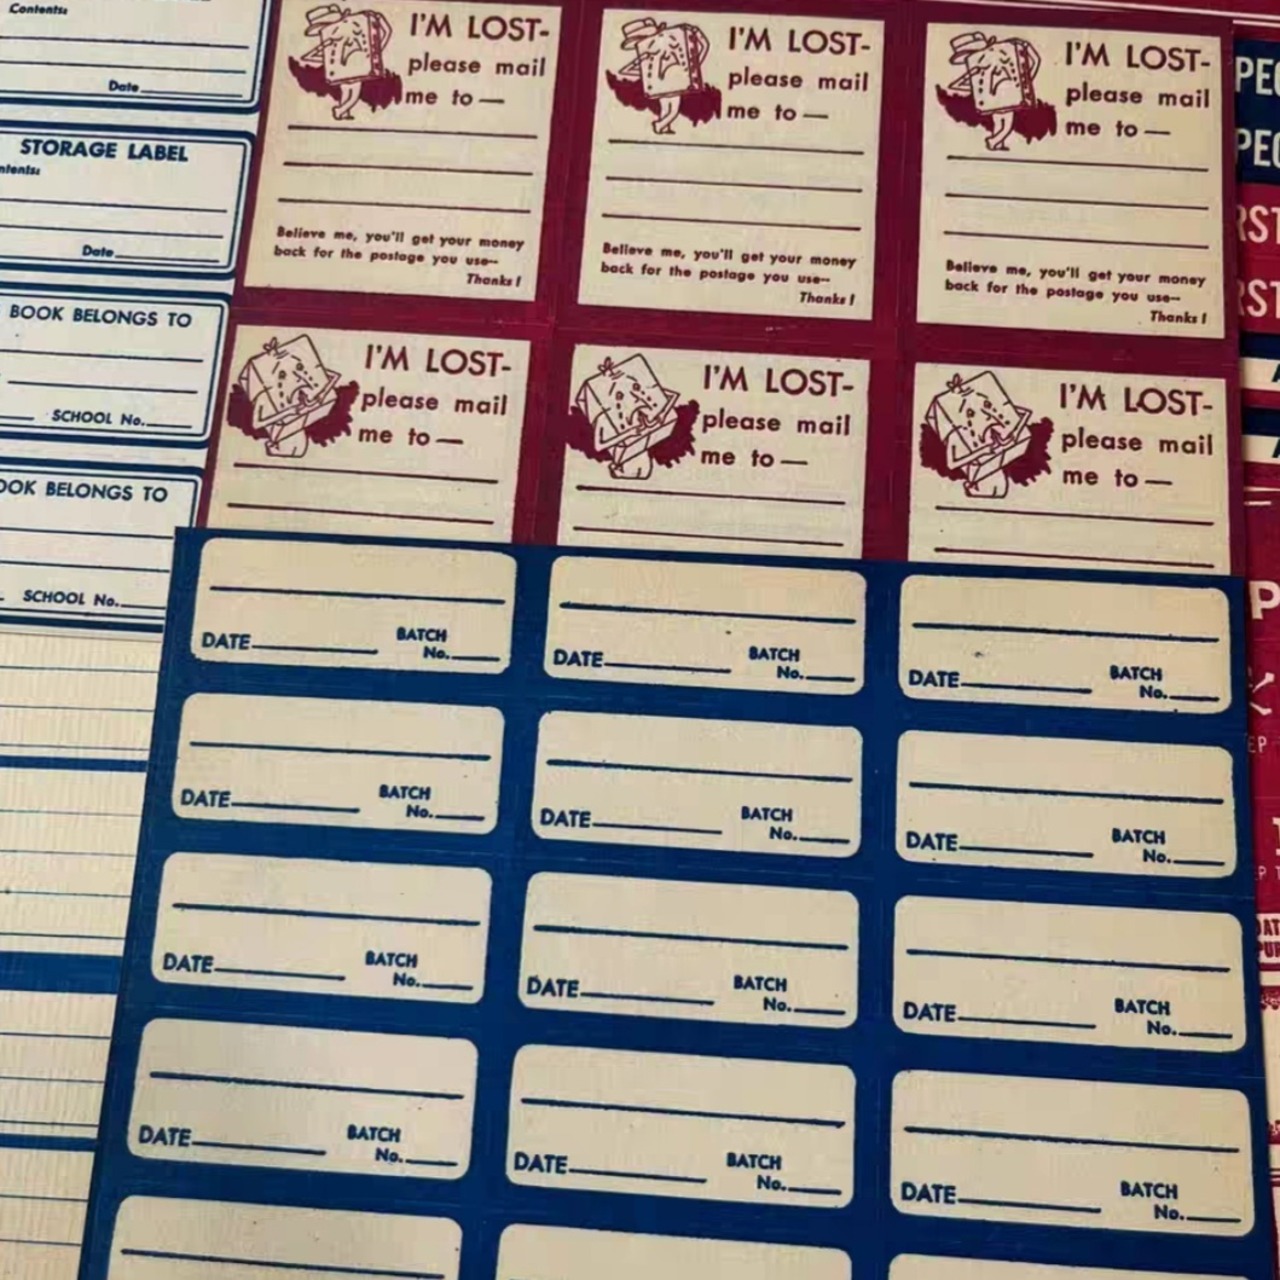 Contents:
Date
STORAGE LABEL
Date
BOOK BELONGS TO
SCHOOL No.
BELONGS TO
SCHOOL No.
I'M LOST-
please mail
me to —
Believe me, you'll get your money
back for the postage you use--
Thanks !
I'M LOST-
please mail
me to —
Believe me, you'll get your money
back for the postage you use--
Thanks !
I'M LOST-
please mail
me to —
Believe me, you'll get your money
back for the postage you use--
Thanks !
I'M LOST-
please mail
me to —
I'M LOST-
please mail
me to —
I'M LOST-
please mail
me to —
DATE BATCH
No.
DATE BATCH
No.
DATE BATCH
No.
DATE BATCH
No.
DATE BATCH
No.
DATE BATCH
No.
DATE BATCH
No.
DATE BATCH
No.
DATE BATCH
No.
DATE BATCH
No.
DATE BATCH
No.
DATE BATCH
No.